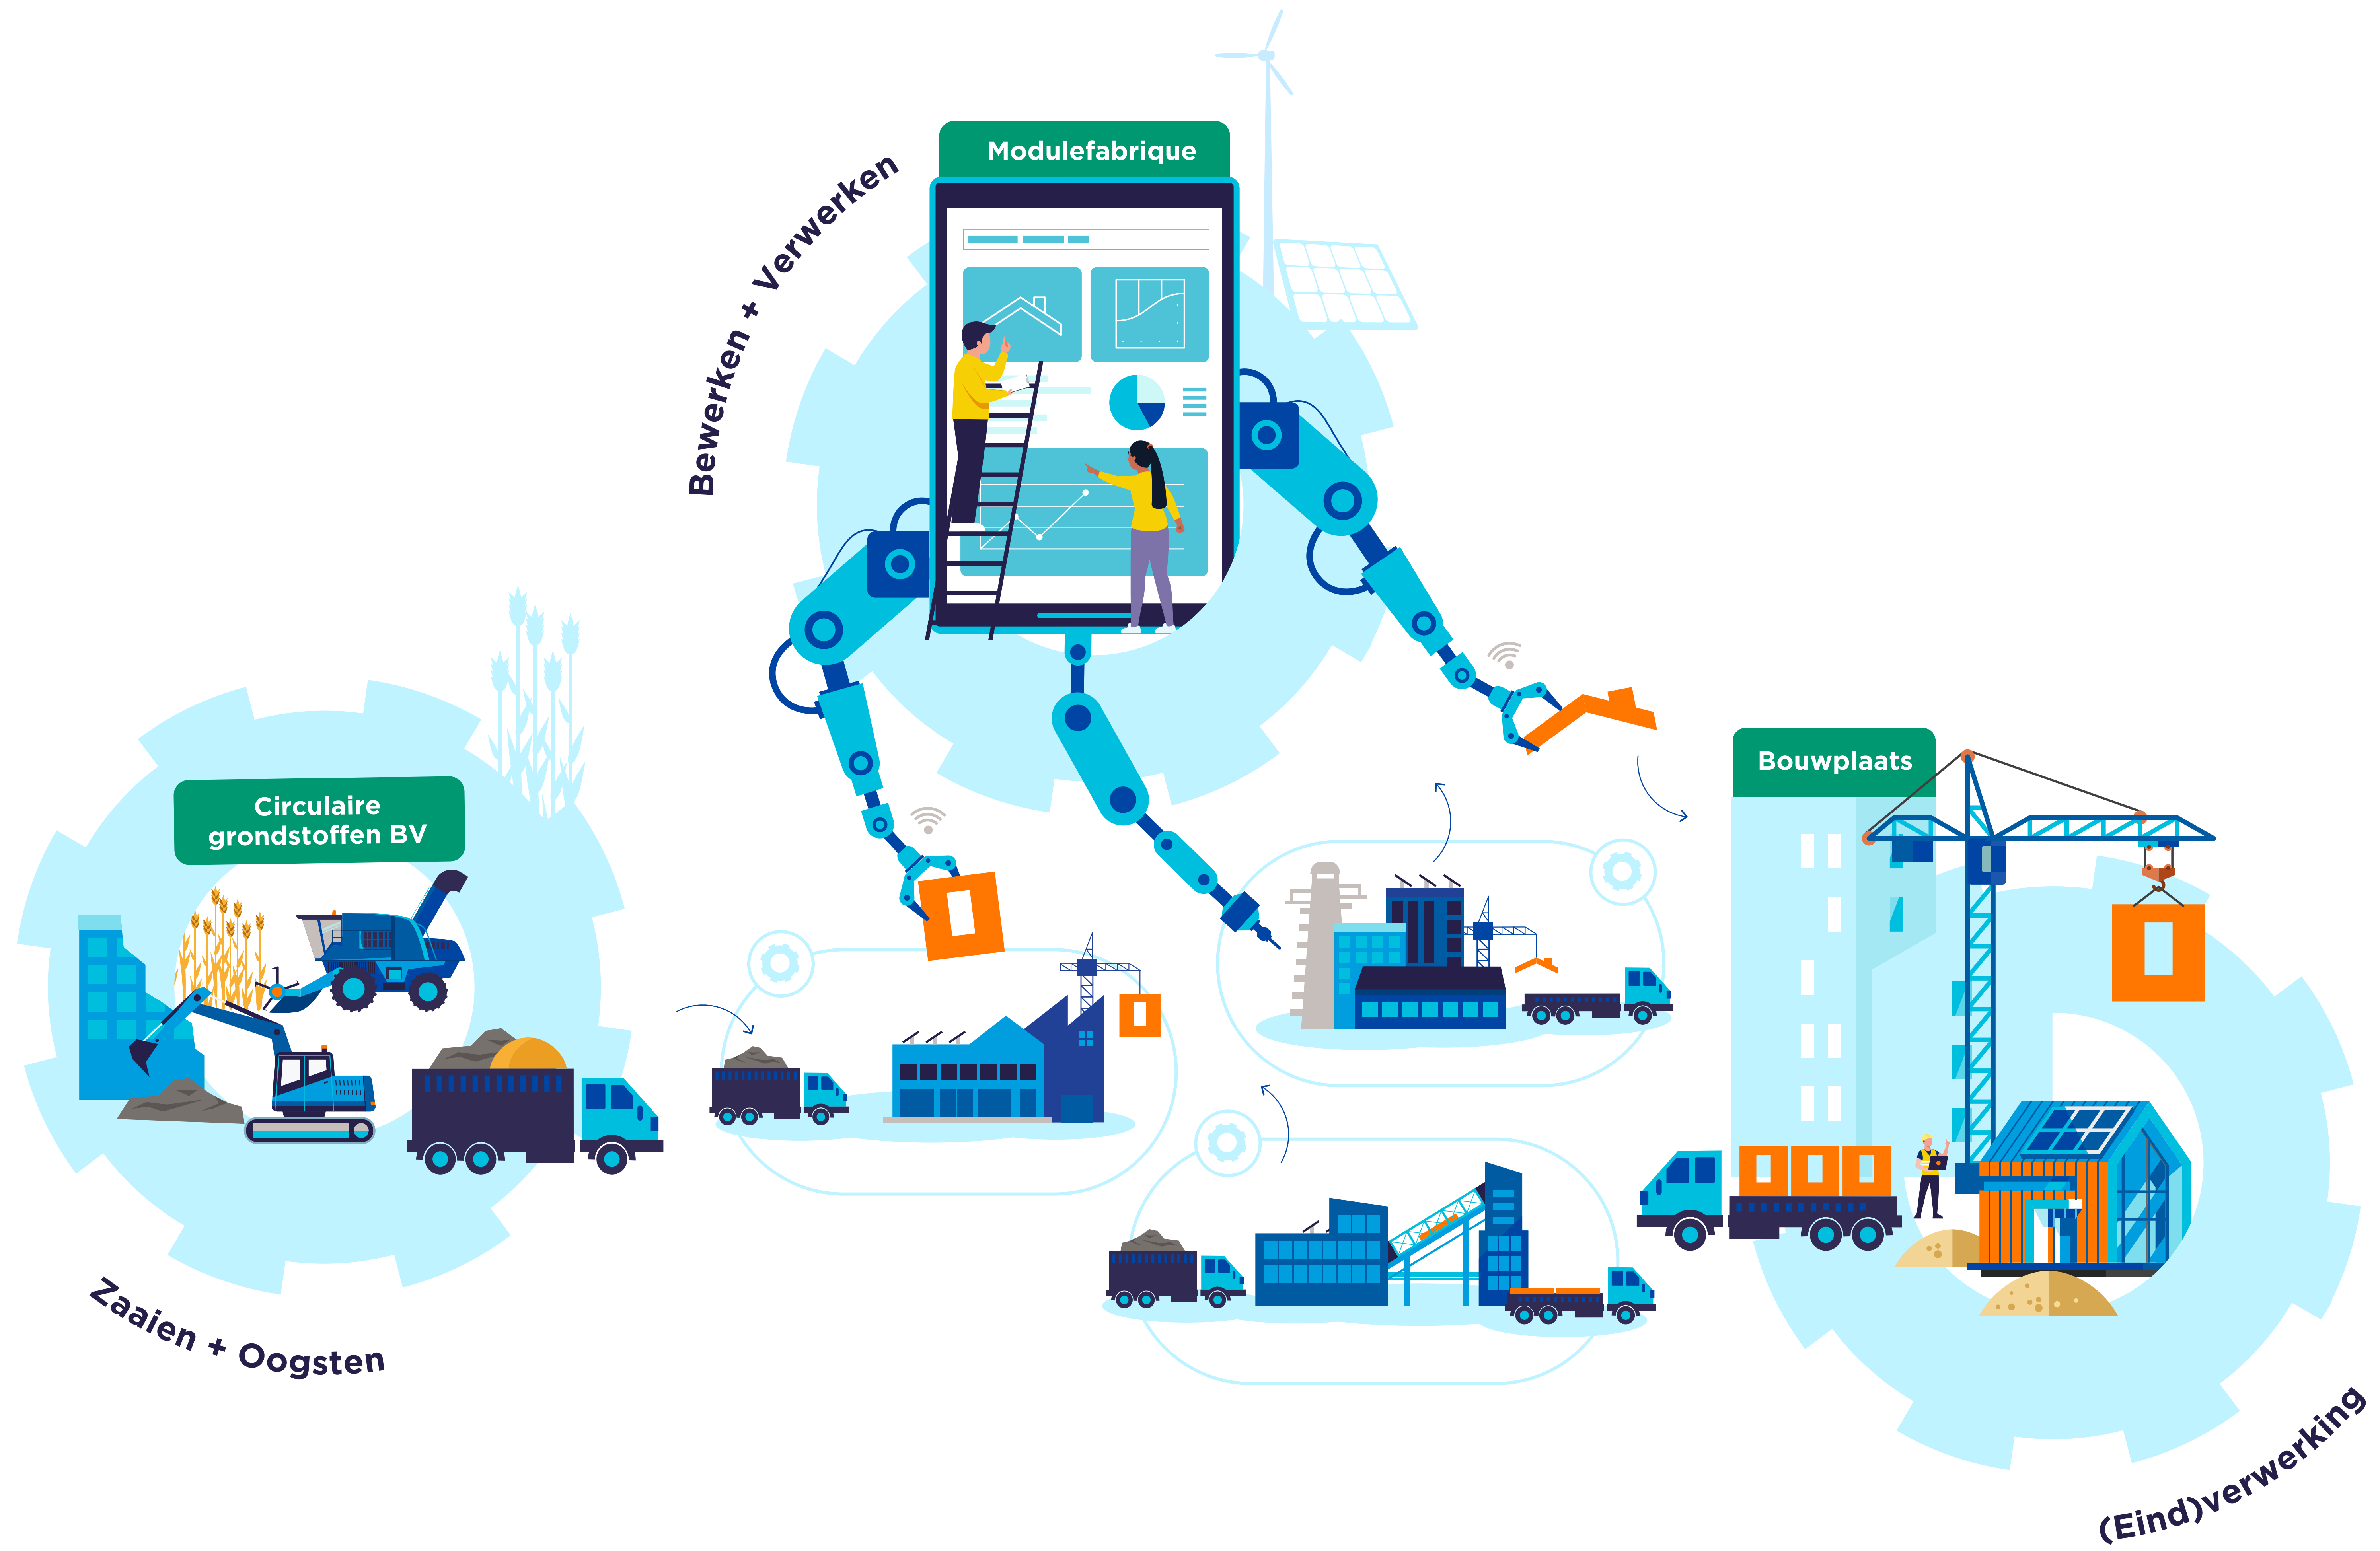 Modulefabrique
Bewerken + Verwerken
Bouwplaats
Circulaire
grondstoffen BV
Zaaien + Oogsten
(Eind)verwerking